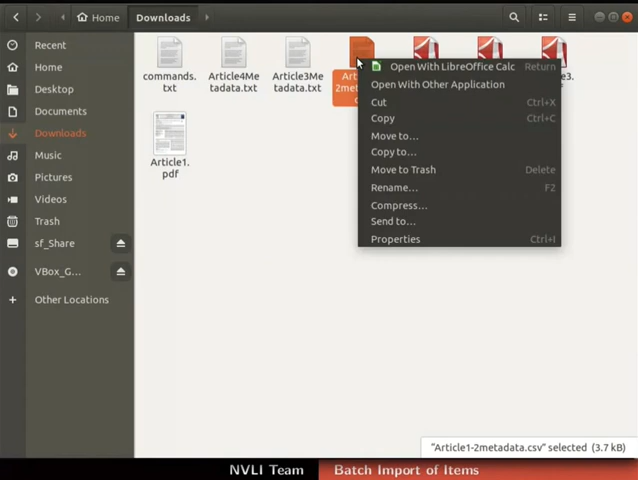 Home
Downloads
Recent
Home
Desktop
Documents
Downloads
Music
Pictures
Videos
Trash
sf_Share
VBox_G...
Other Locations
commands.
txt
Article4Me
tadata.txt
Article3Me
tadata.txt
Article1.
pdf
Open With LibreOffice Calc Return
Open With Other Application
Cut Ctrl+X
Copy Ctrl+C
Move to...
Copy to...
Move to Trash Delete
Rename... F2
Compress...
Send to...
Properties Ctrl+I
"Article1-2metadata.csv" selected (3.7 kB)
NVLI Team
Batch Import of Items